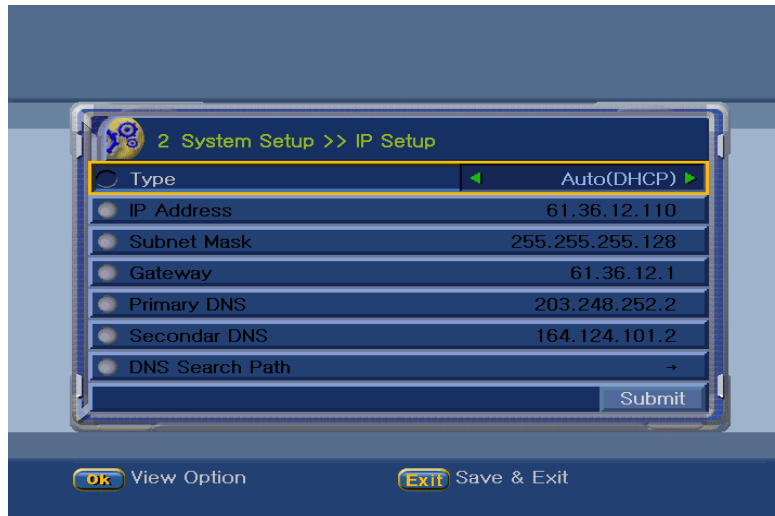 2 System Setup >> IP Setup
Type Auto(DHCP)
IP Address 61.36.12.110
Subnet Mask 255.255.255.128
Gateway 61.36.12.1
Primary DNS 203.248.252.2
Secondar DNS 164.124.101.2
DNS Search Path →
Submit
OK View Option Exit Save & Exit